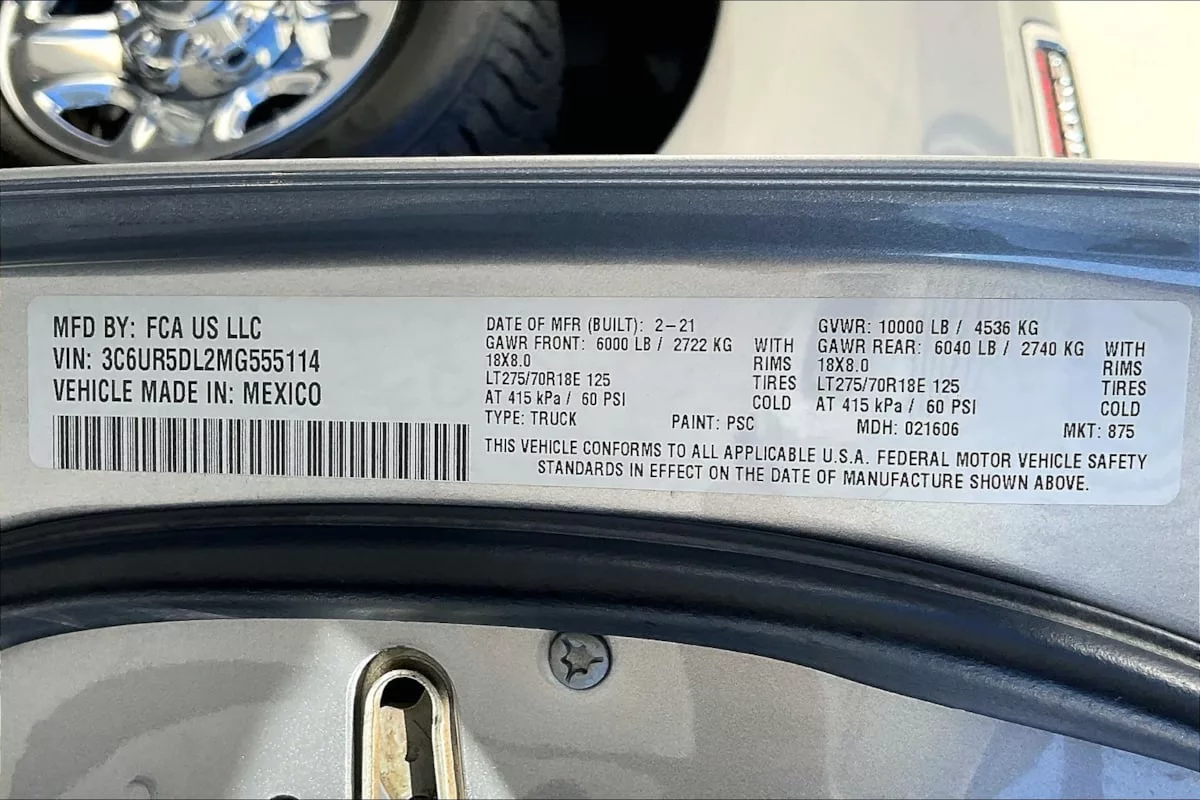 MFD BY: FCA US LLC
VIN: 3C6UR5DL2MG555114
VEHICLE MADE IN: MEXICO
DATE OF MFR (BUILT): 2-21
GAWR FRONT: 6000 LB / 2722 KG WITH
18X8.0 RIMS
LT275/70R18E 125 TIRES
AT 415 kPa / 60 PSI COLD
TYPE: TRUCK PAINT: PSC
GVWR: 10000 LB / 4536 KG
GAWR REAR: 6040 LB / 2740 KG WITH
18X8.0 RIMS
LT275/70R18E 125 TIRES
AT 415 kPa / 60 PSI COLD
MDH: 021606 MKT: 875
THIS VEHICLE CONFORMS TO ALL APPLICABLE U.S.A. FEDERAL MOTOR VEHICLE SAFETY
STANDARDS IN EFFECT ON THE DATE OF MANUFACTURE SHOWN ABOVE.